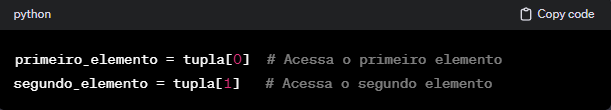 python
Copy code
primeiro_elemento = tupla[0]  # Acessa o primeiro elemento
segundo_elemento = tupla[1]   # Acessa o segundo elemento